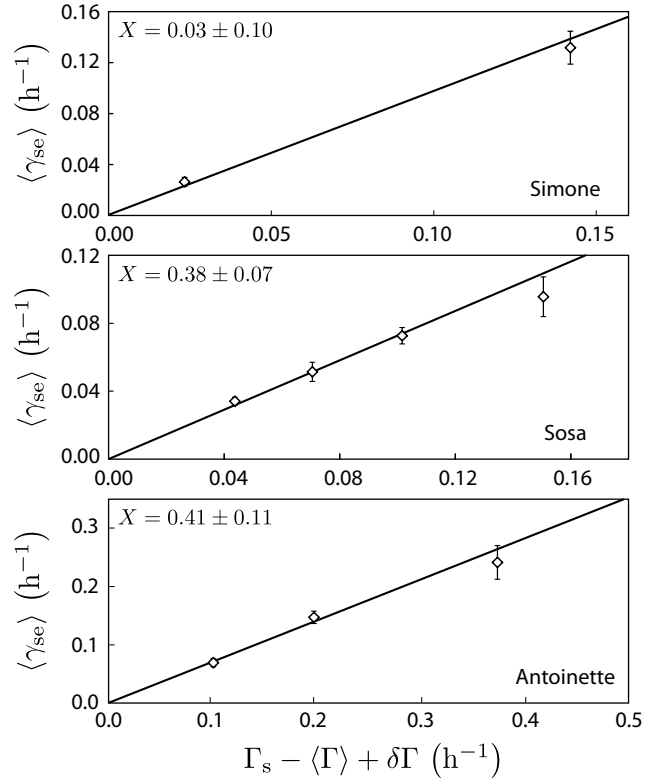 ⟨γse⟩ (h−1)
0.16
0.12
0.08
0.04
0.00
X = 0.03 ± 0.10
Simone
0.00 0.05 0.10 0.15
⟨γse⟩ (h−1)
0.12
0.08
0.04
0.00
X = 0.38 ± 0.07
Sosa
0.00 0.04 0.08 0.12 0.16
⟨γse⟩ (h−1)
0.3
0.2
0.1
0.0
X = 0.41 ± 0.11
Antoinette
0.0 0.1 0.2 0.3 0.4 0.5
Γs − ⟨Γ⟩ + δΓ (h−1)